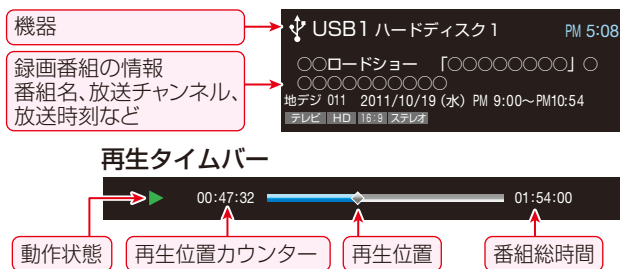 機器
USB1 ハードディスク1 PM 5:08
録画番組の情報
番組名、放送チャンネル、
放送時刻など
○○ロードショー 「○○○○○○○○」○
○○○○○○○○○○
地デジ 011 2011/10/19（水）PM 9:00～PM10:54
テレビ HD 16:9 ステレオ
再生タイムバー
00:47:32 01:54:00
動作状態 再生位置カウンター 再生位置 番組総時間